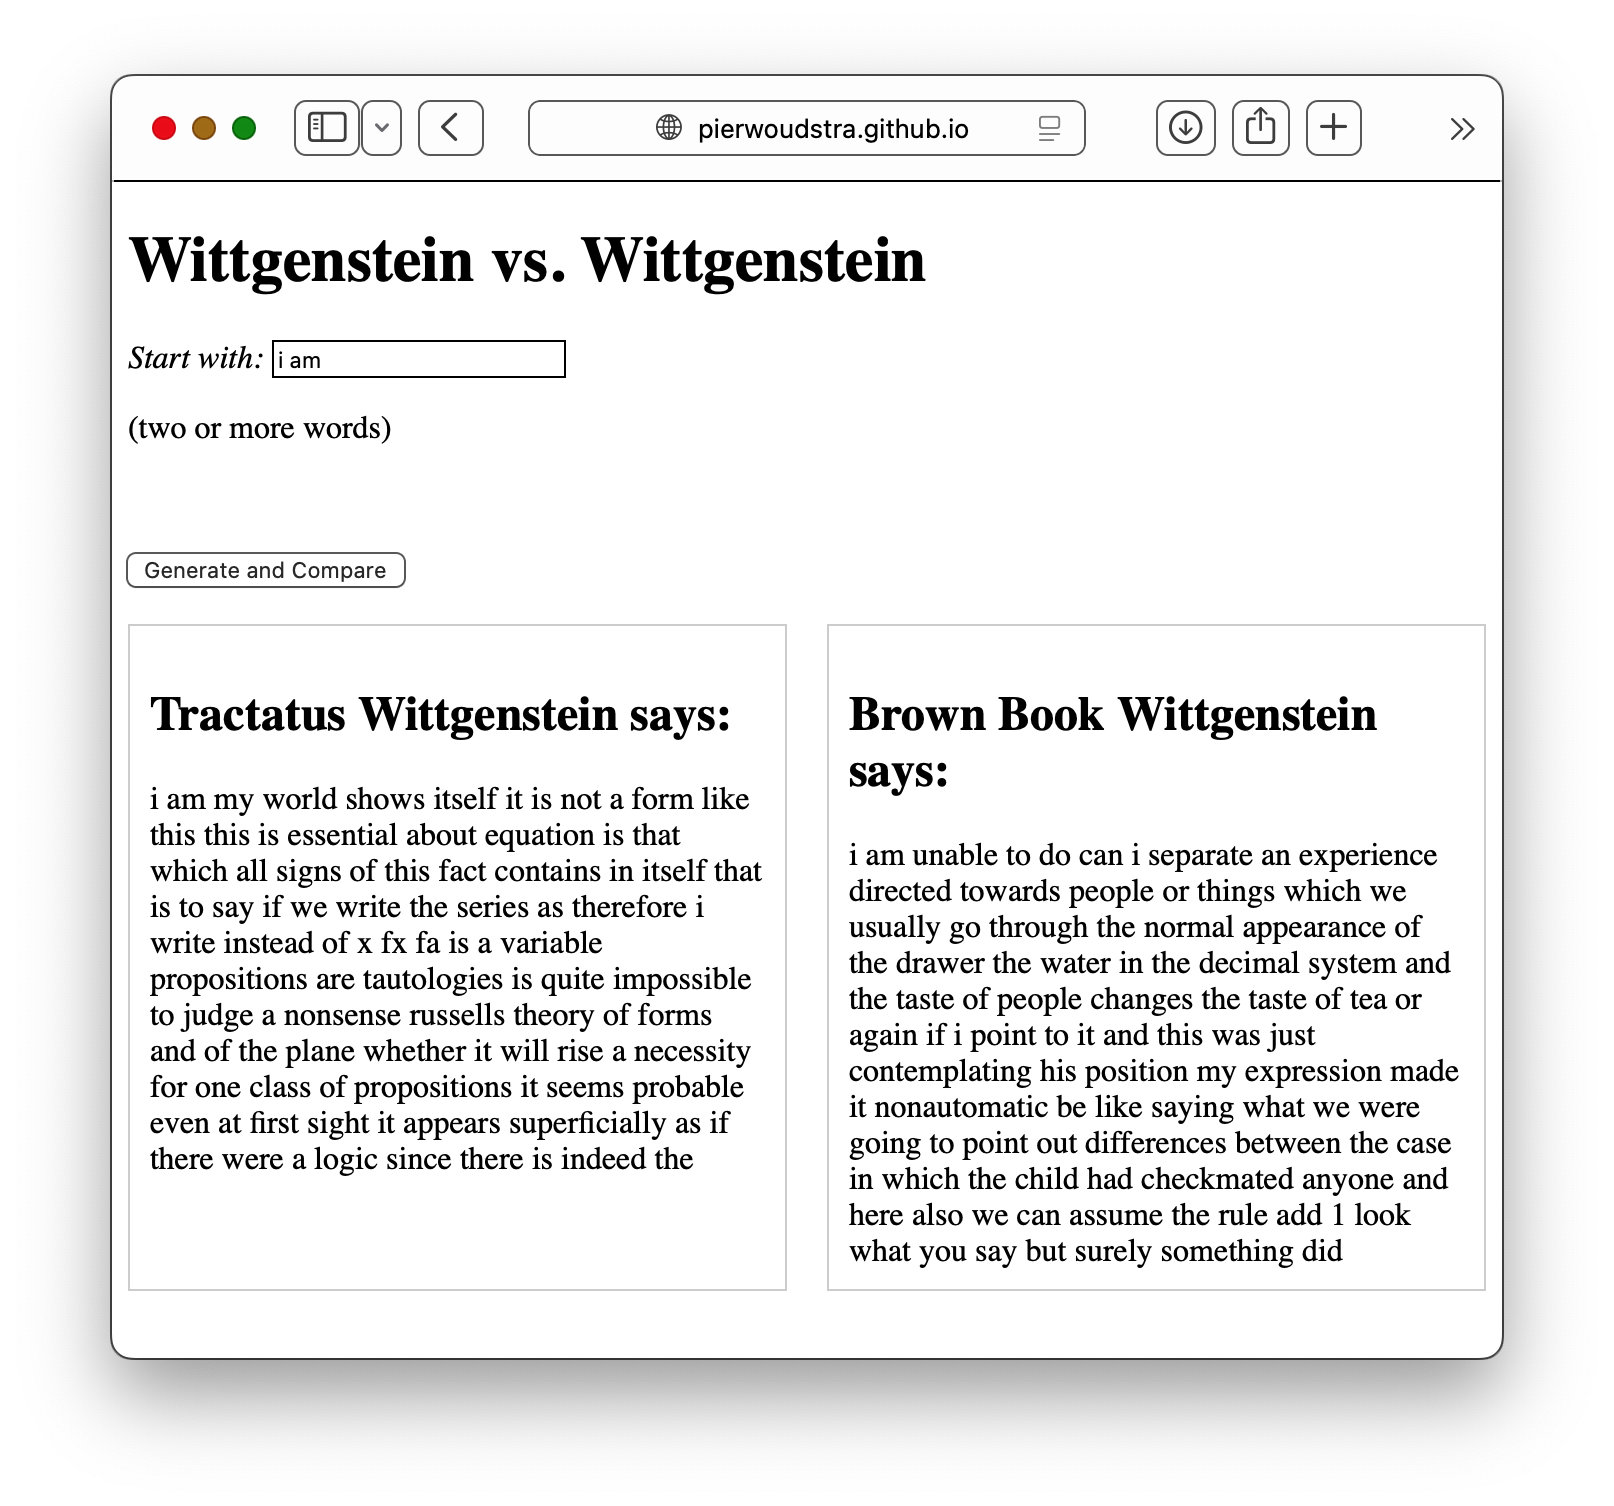 pierwoudstra.github.io
Wittgenstein vs. Wittgenstein
Start with: i am
(two or more words)
Generate and Compare
Tractatus Wittgenstein says:
i am my world shows itself it is not a form like
this this is essential about equation is that
which all signs of this fact contains in itself that
is to say if we write the series as therefore i
write instead of x fx fa is a variable
propositions are tautologies is quite impossible
to judge a nonsense russells theory of forms
and of the plane whether it will rise a necessity
for one class of propositions it seems probable
even at first sight it appears superficially as if
there were a logic since there is indeed the
Brown Book Wittgenstein
says:
i am unable to do can i separate an experience
directed towards people or things which we
usually go through the normal appearance of
the drawer the water in the decimal system and
the taste of people changes the taste of tea or
again if i point to it and this was just
contemplating his position my expression made
it nonautomatic be like saying what we were
going to point out differences between the case
in which the child had checkmated anyone and
here also we can assume the rule add 1 look
what you say but surely something did